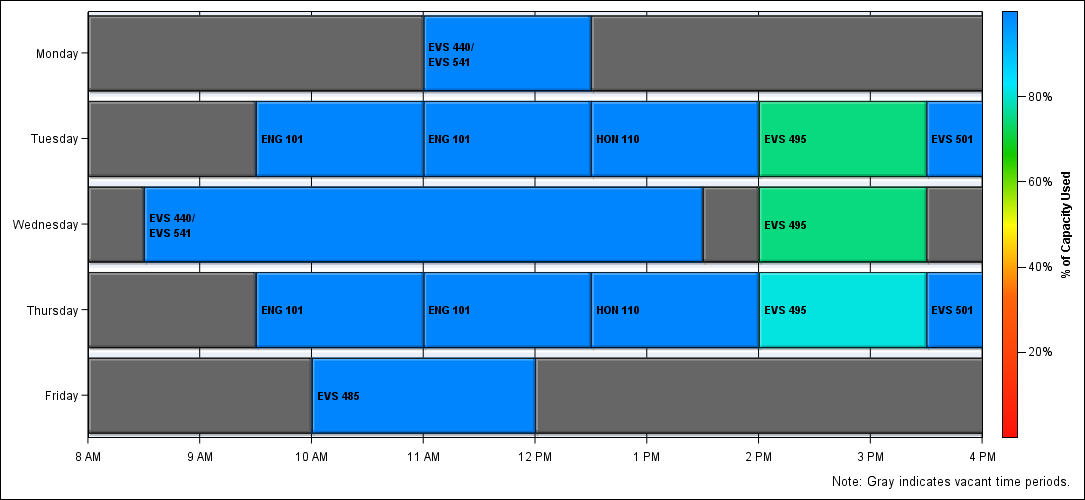 Monday
EVS 440/
EVS 541
Tuesday
ENG 101
ENG 101
HON 110
EVS 495
EVS 501
Wednesday
EVS 440/
EVS 541
EVS 495
Thursday
ENG 101
ENG 101
HON 110
EVS 495
EVS 501
Friday
EVS 485
8 AM
9 AM
10 AM
11 AM
12 PM
1 PM
2 PM
3 PM
4 PM
80%
60%
40%
20%
% of Capacity Used
Note: Gray indicates vacant time periods.